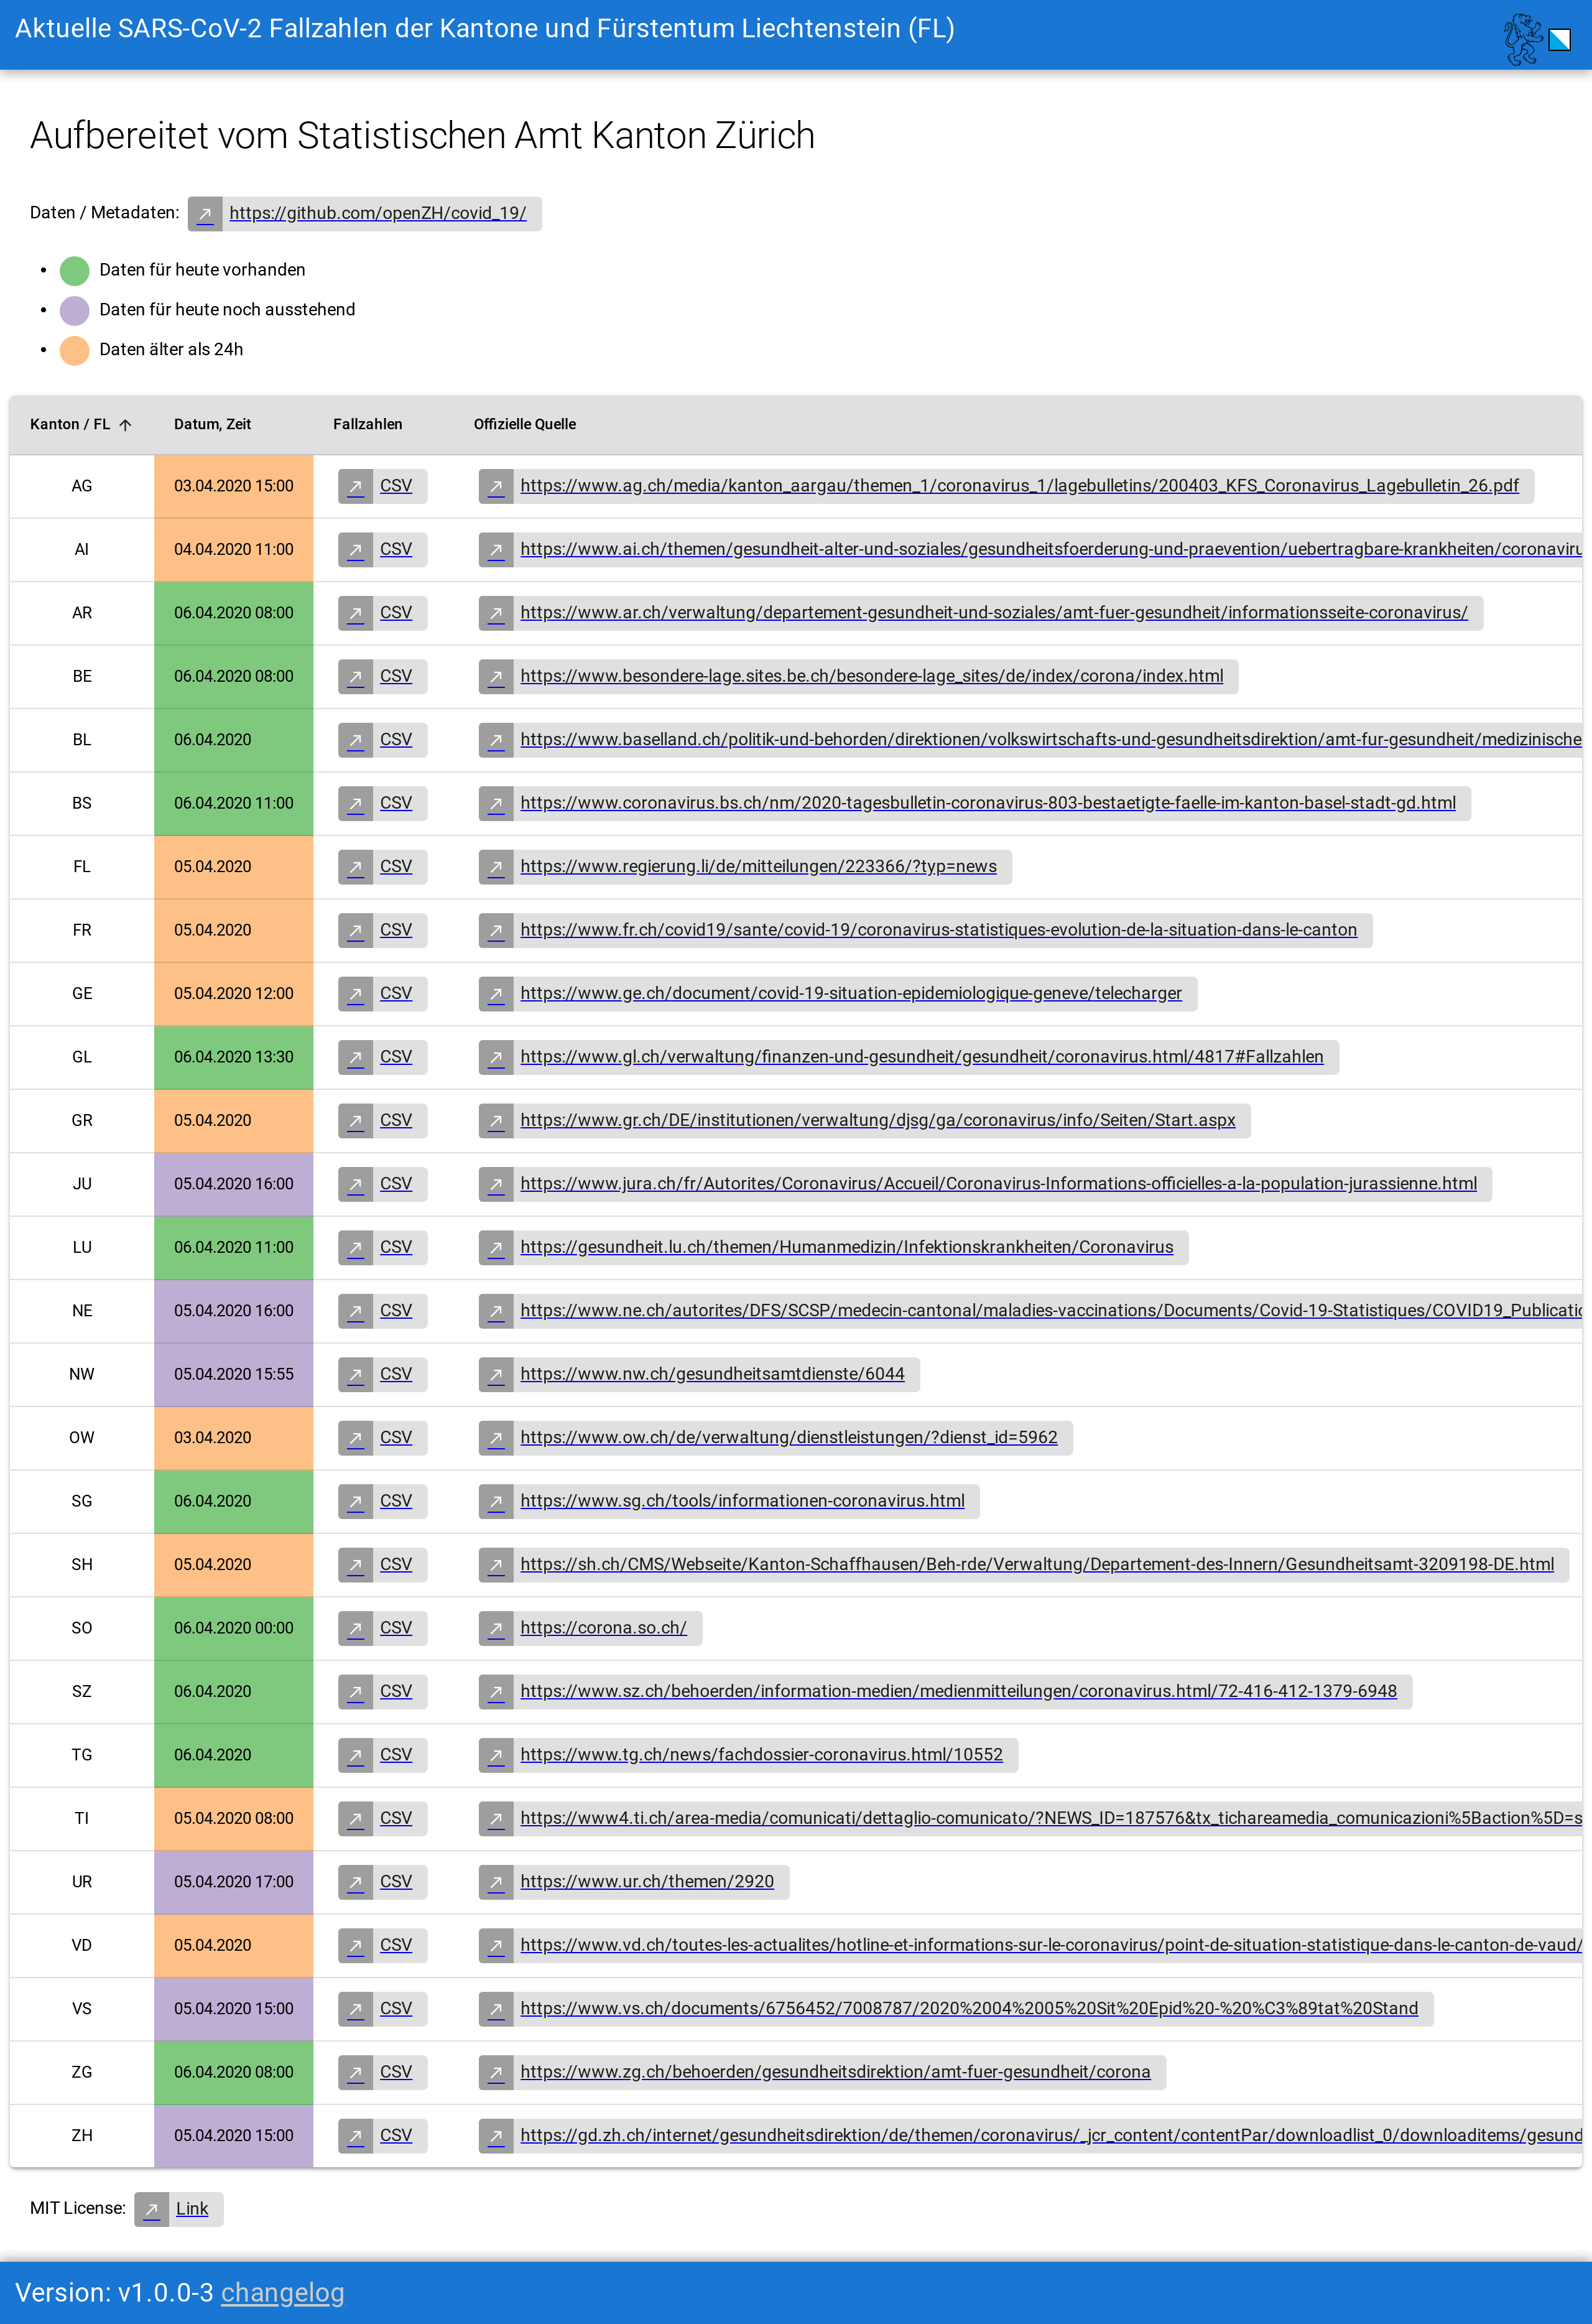 Aktuelle SARS-CoV-2 Fallzahlen der Kantone und Fürstentum Liechtenstein (FL)
Aufbereitet vom Statistischen Amt Kanton Zürich
Daten / Metadaten: https://github.com/openZH/covid_19/
Daten für heute vorhanden
Daten für heute noch ausstehend
Daten älter als 24h
Kanton / FL Datum, Zeit Fallzahlen Offizielle Quelle
AG 03.04.2020 15:00 CSV https://www.ag.ch/media/kanton_aargau/themen_1/coronavirus_1/lagebulletins/200403_KFS_Coronavirus_Lagebulletin_26.pdf
AI 04.04.2020 11:00 CSV https://www.ai.ch/themen/gesundheit-alter-und-soziales/gesundheitsfoerderung-und-praevention/uebertragbare-krankheiten/coronaviru
AR 06.04.2020 08:00 CSV https://www.ar.ch/verwaltung/departement-gesundheit-und-soziales/amt-fuer-gesundheit/informationsseite-coronavirus/
BE 06.04.2020 08:00 CSV https://www.besondere-lage.sites.be.ch/besondere-lage_sites/de/index/corona/index.html
BL 06.04.2020 CSV https://www.baselland.ch/politik-und-behorden/direktionen/volkswirtschafts-und-gesundheitsdirektion/amt-fur-gesundheit/medizinische
BS 06.04.2020 11:00 CSV https://www.coronavirus.bs.ch/nm/2020-tagesbulletin-coronavirus-803-bestaetigte-faelle-im-kanton-basel-stadt-gd.html
FL 05.04.2020 CSV https://www.regierung.li/de/mitteilungen/223366/?typ=news
FR 05.04.2020 CSV https://www.fr.ch/covid19/sante/covid-19/coronavirus-statistiques-evolution-de-la-situation-dans-le-canton
GE 05.04.2020 12:00 CSV https://www.ge.ch/document/covid-19-situation-epidemiologique-geneve/telecharger
GL 06.04.2020 13:30 CSV https://www.gl.ch/verwaltung/finanzen-und-gesundheit/gesundheit/coronavirus.html/4817#Fallzahlen
GR 05.04.2020 CSV https://www.gr.ch/DE/institutionen/verwaltung/djsg/ga/coronavirus/info/Seiten/Start.aspx
JU 05.04.2020 16:00 CSV https://www.jura.ch/fr/Autorites/Coronavirus/Accueil/Coronavirus-Informations-officielles-a-la-population-jurassienne.html
LU 06.04.2020 11:00 CSV https://gesundheit.lu.ch/themen/Humanmedizin/Infektionskrankheiten/Coronavirus
NE 05.04.2020 16:00 CSV https://www.ne.ch/autorites/DFS/SCSP/medecin-cantonal/maladies-vaccinations/Documents/Covid-19-Statistiques/COVID19_Publicatio
NW 05.04.2020 15:55 CSV https://www.nw.ch/gesundheitsamtdienste/6044
OW 03.04.2020 CSV https://www.ow.ch/de/verwaltung/dienstleistungen/?dienst_id=5962
SG 06.04.2020 CSV https://www.sg.ch/tools/informationen-coronavirus.html
SH 05.04.2020 CSV https://sh.ch/CMS/Webseite/Kanton-Schaffhausen/Beh-rde/Verwaltung/Departement-des-Innern/Gesundheitsamt-3209198-DE.html
SO 06.04.2020 00:00 CSV https://corona.so.ch/
SZ 06.04.2020 CSV https://www.sz.ch/behoerden/information-medien/medienmitteilungen/coronavirus.html/72-416-412-1379-6948
TG 06.04.2020 CSV https://www.tg.ch/news/fachdossier-coronavirus.html/10552
TI 05.04.2020 08:00 CSV https://www4.ti.ch/area-media/comunicati/dettaglio-comunicato/?NEWS_ID=187576&tx_tichareamedia_comunicazioni%5Baction%5D=s
UR 05.04.2020 17:00 CSV https://www.ur.ch/themen/2920
VD 05.04.2020 CSV https://www.vd.ch/toutes-les-actualites/hotline-et-informations-sur-le-coronavirus/point-de-situation-statistique-dans-le-canton-de-vaud/
VS 05.04.2020 15:00 CSV https://www.vs.ch/documents/6756452/7008787/2020%2004%2005%20Sit%20Epid%20-%20%C3%89tat%20Stand
ZG 06.04.2020 08:00 CSV https://www.zg.ch/behoerden/gesundheitsdirektion/amt-fuer-gesundheit/corona
ZH 05.04.2020 15:00 CSV https://gd.zh.ch/internet/gesundheitsdirektion/de/themen/coronavirus/_jcr_content/contentPar/downloadlist_0/downloaditems/gesund
MIT License: Link
Version: v1.0.0-3 changelog